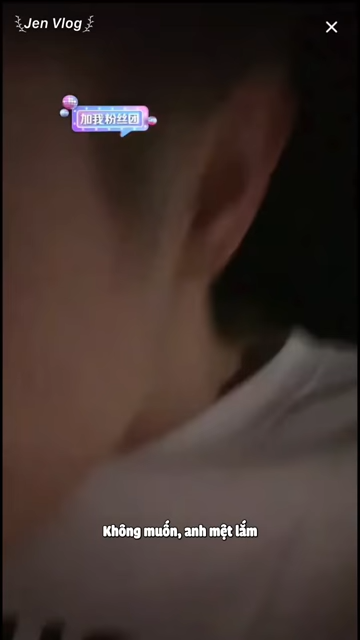 Jen Vlog
加我粉丝团
Không muốn, anh mệt lắm